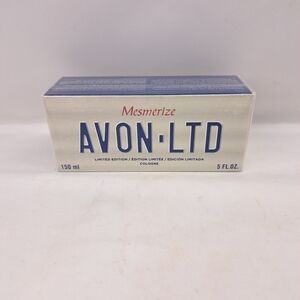 Mesmerize
AVON·LTD
LIMITED EDITION / ÉDITION LIMITÉE / EDICIÓN LIMITADA
COLOGNE
150 ml 5 FL.OZ.